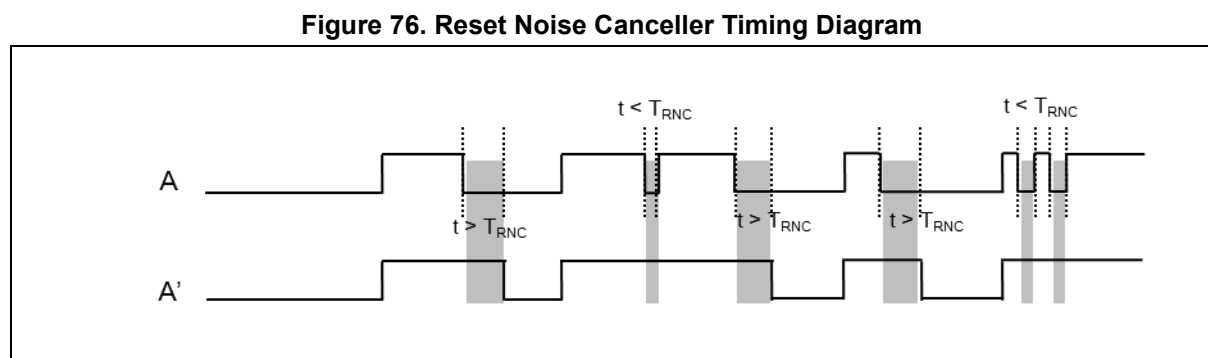 Figure 76. Reset Noise Canceller Timing Diagram
t < TRNC
t < TRNC
A
t > TRNC
t > TRNC
t > TRNC
A’